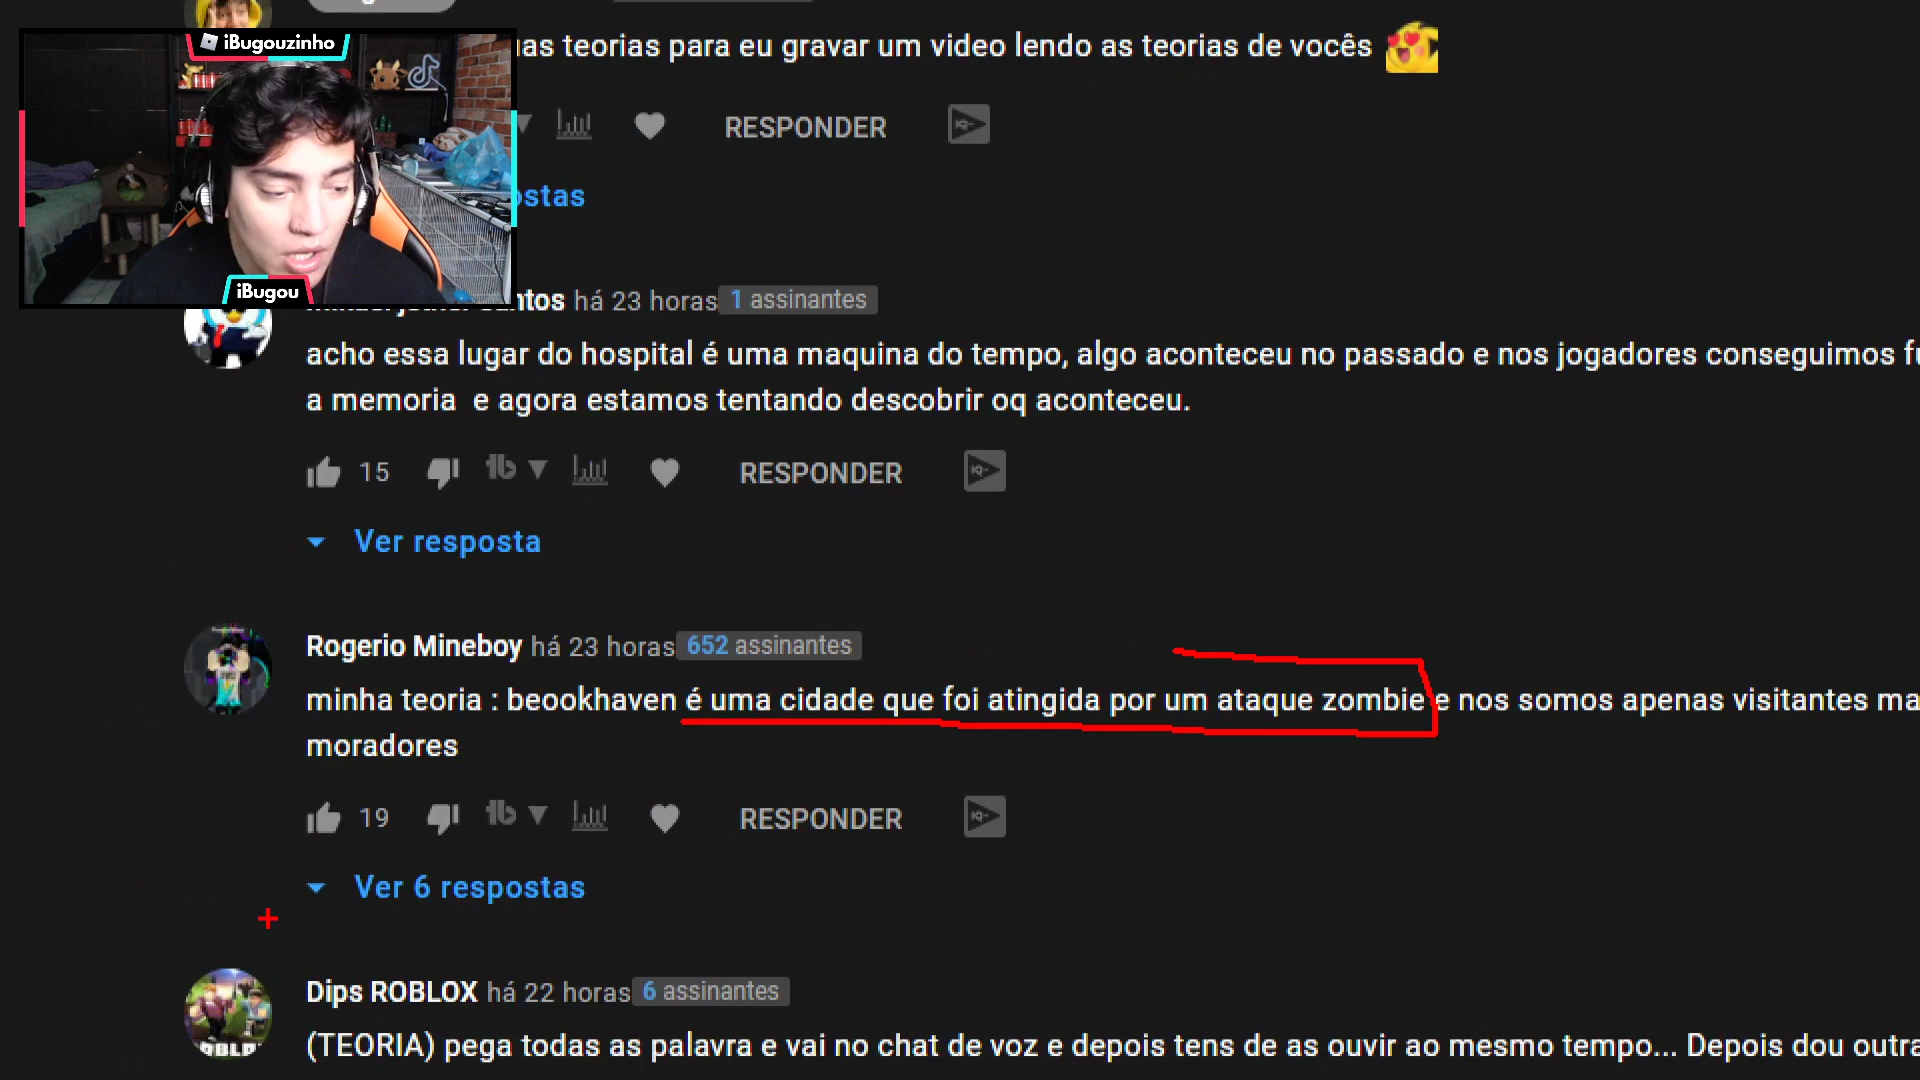 iBugouzinho
teorias para eu gravar um video lendo as teorias de vocês
RESPONDER
iBugou
há 23 horas 1 assinantes
acho essa lugar do hospital é uma maquina do tempo, algo aconteceu no passado e nos jogadores conseguimos
a memoria e agora estamos tentando descobrir oq aconteceu.
15 RESPONDER
Ver resposta
Rogerio Mineboy há 23 horas 652 assinantes
minha teoria : beookhaven é uma cidade que foi atingida por um ataque zombie e nos somos apenas visitantes
moradores
19 RESPONDER
Ver 6 respostas
Dips ROBLOX há 22 horas 6 assinantes
(TEORIA) pega todas as palavra e vai no chat de voz e depois tens de as ouvir ao mesmo tempo... Depois dou